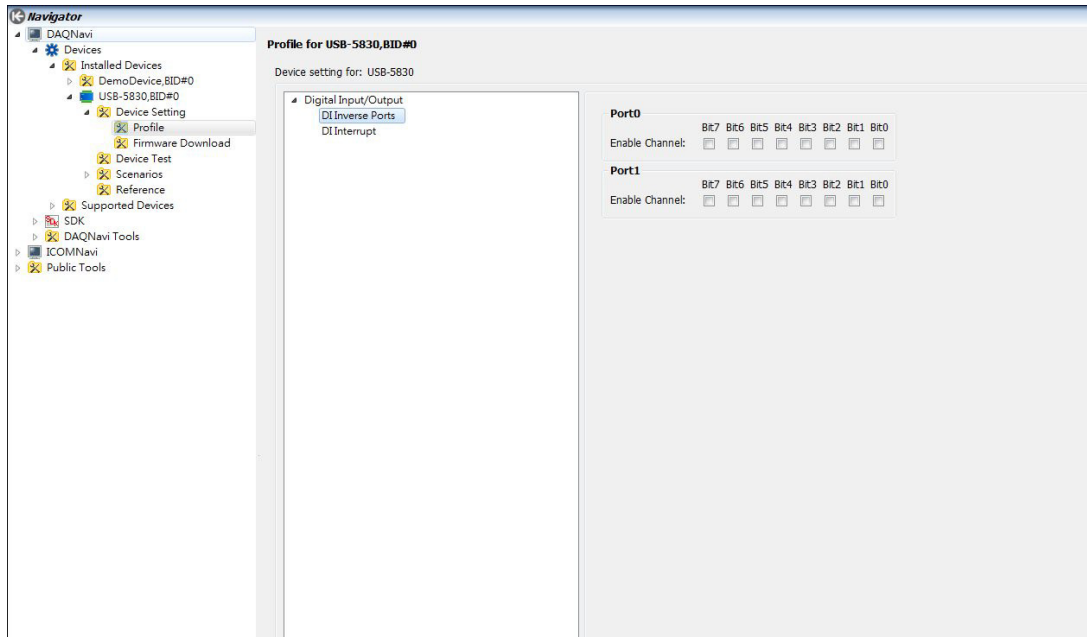 Navigator
DAQNavi
Devices
Installed Devices
DemoDevice,BID#0
USB-5830,BID#0
Device Setting
Profile
Firmware Download
Device Test
Scenarios
Reference
Supported Devices
SDK
DAQNavi Tools
ICOMNavi
Public Tools
Profile for USB-5830,BID#0
Device setting for: USB-5830
Digital Input/Output
DI Inverse Ports
DI Interrupt
Port0
Bit7 Bit6 Bit5 Bit4 Bit3 Bit2 Bit1 Bit0
Enable Channel:
Port1
Bit7 Bit6 Bit5 Bit4 Bit3 Bit2 Bit1 Bit0
Enable Channel: